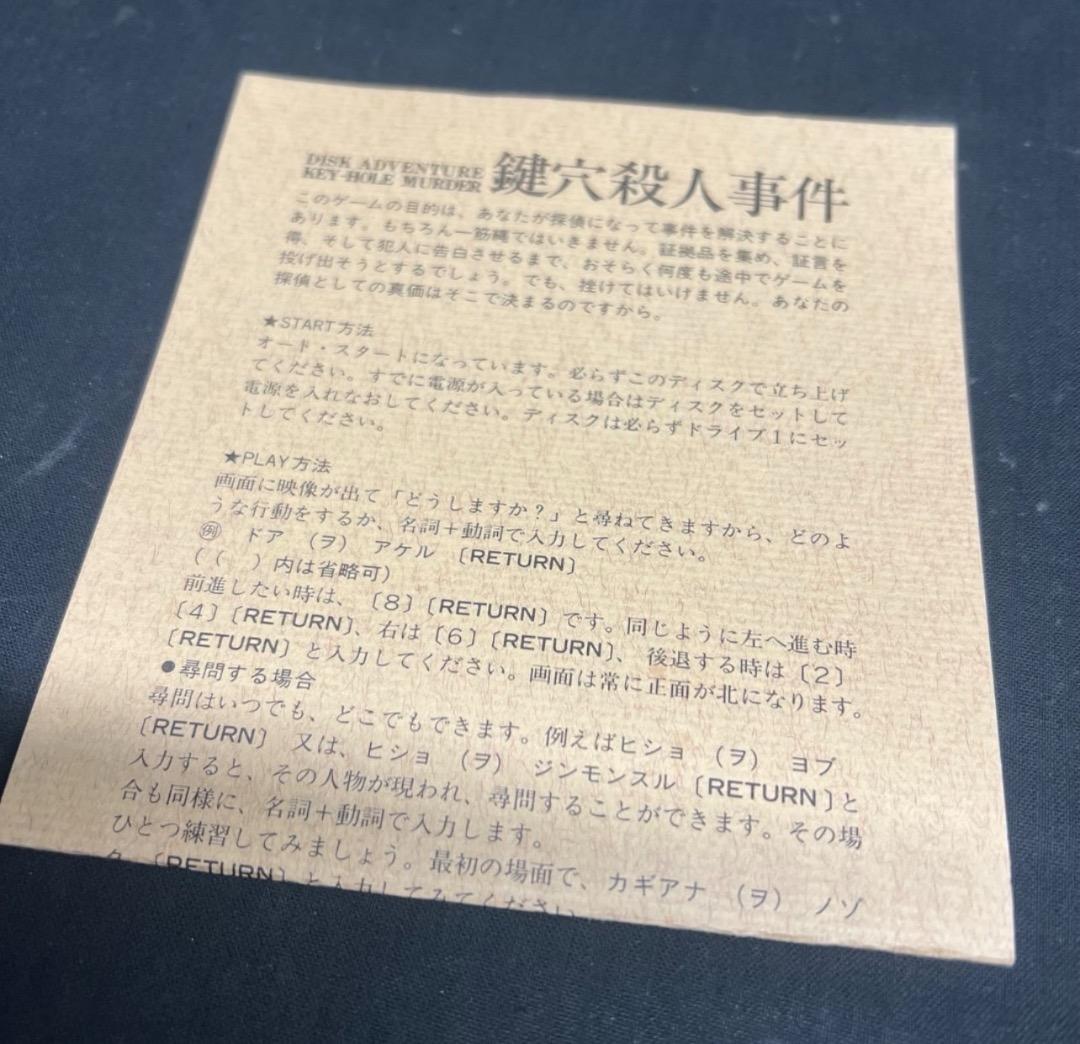 DISK ADVENTURE
KEY-HOLE MURDER
鍵穴殺人事件
このゲームの目的は、あなたが探偵になって事件を解決することに
あります。もちろん一筋縄ではいきません。証拠品を集め、証言を
得、そして犯人に告白させるまで、おそらく何度も途中でゲームを
投げ出そうとするでしょう。でも、挫けてはいけません。あなたの
探偵としての真価はそこで決まるのですから。
★START方法
オート・スタートになっています。必らずこのディスクで立ち上げ
てください。すでに電源が入っている場合はディスクをセットして
電源を入れなおしてください。ディスクは必らずドライブ1にセッ
トしてください。
★PLAY方法
画面に映像が出て「どうしますか?」と尋ねてきますから、どのよ
うな行動をするか、名詞+動詞で入力してください。
㋑ ドア (ヲ) アケル 〔RETURN〕
(( )内は省略可)
前進したい時は、〔8〕〔RETURN〕です。同じように左へ進む時
〔4〕〔RETURN〕、右は〔6〕〔RETURN〕、後退する時は〔2〕
〔RETURN〕と入力してください。画面は常に正面が北になります。
●尋問する場合
尋問はいつでも、どこでもできます。例えばヒショ (ヲ) ヨブ
〔RETURN〕 又は、ヒショ (ヲ) ジンモンスル〔RETURN〕と
入力すると、その人物が現われ、尋問することができます。その場
合も同様に、名詞+動詞で入力します。
ひとつ練習してみましょう。最初の場面で、カギアナ (ヲ) ノゾ
ク 〔RETURN〕と入力してみてください